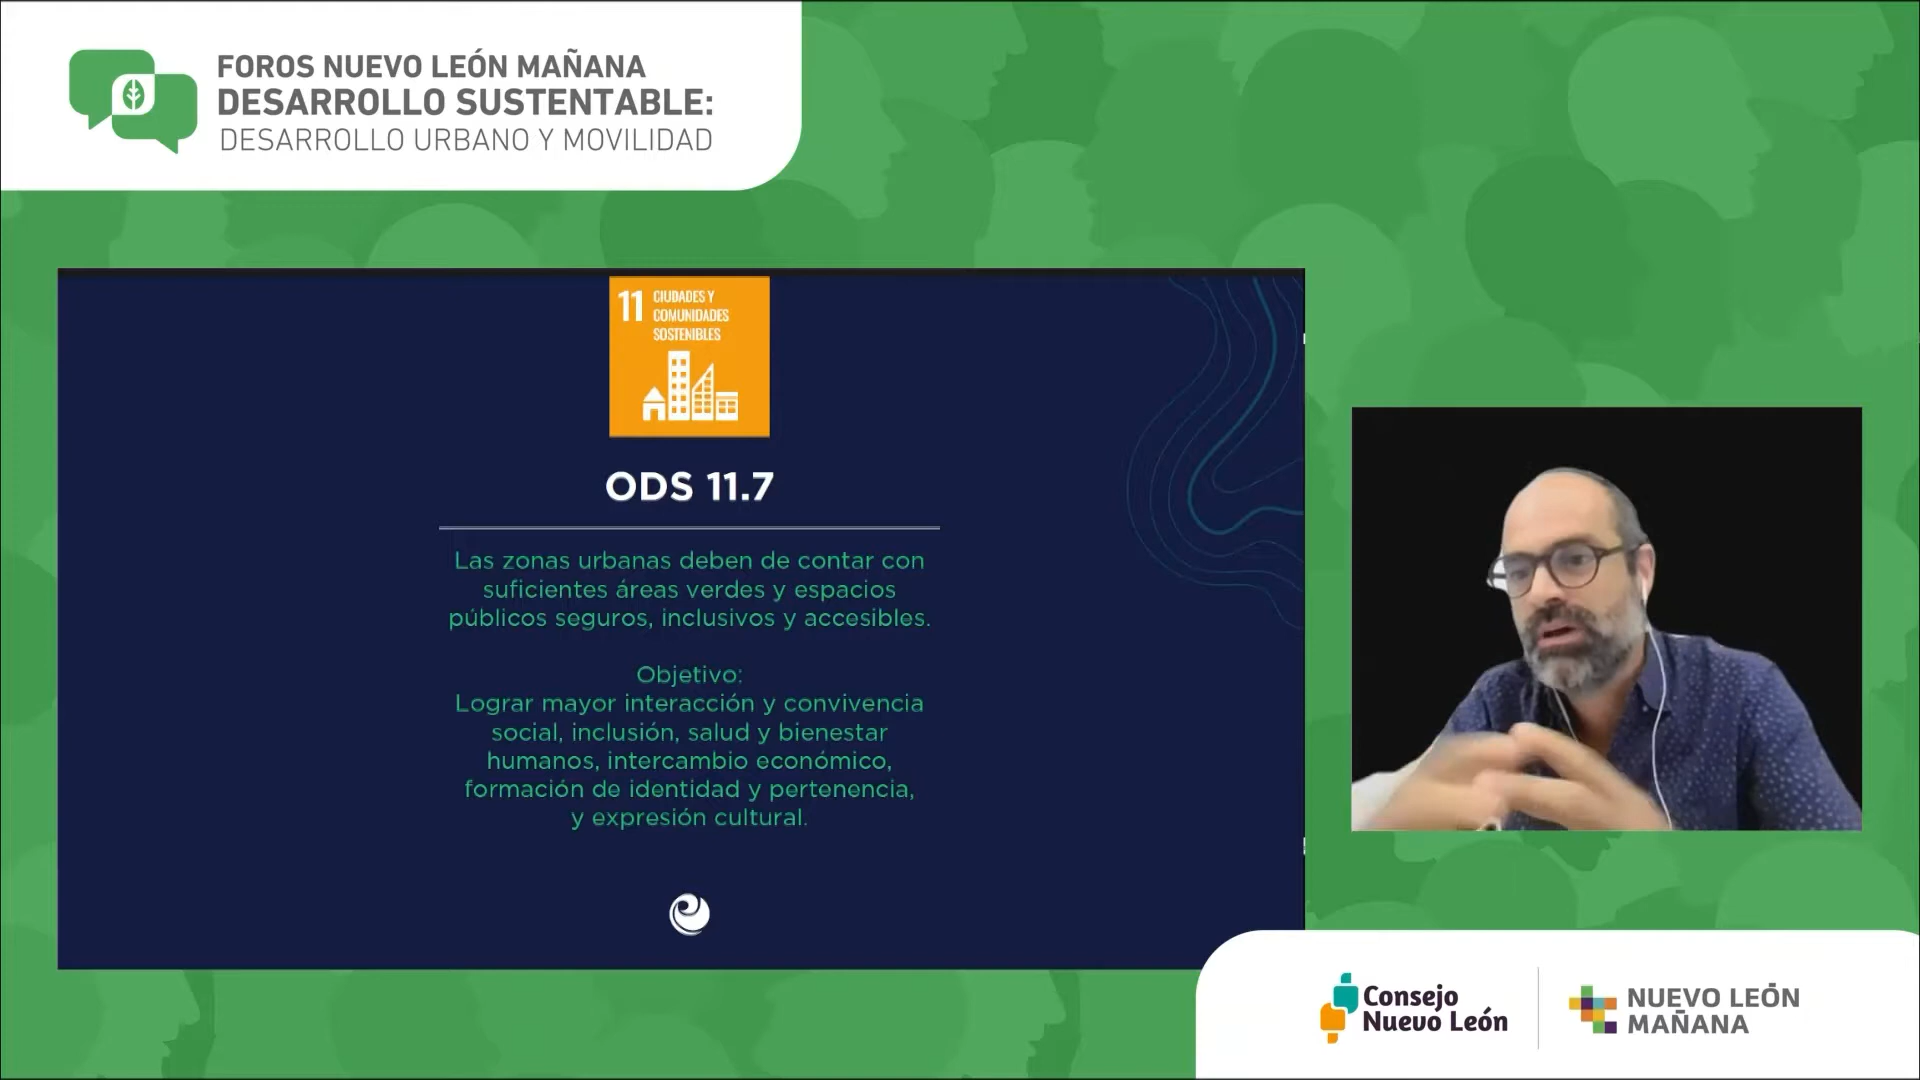 FOROS NUEVO LEÓN MAÑANA
DESARROLLO SUSTENTABLE:
DESARROLLO URBANO Y MOVILIDAD
11 CIUDADES Y
COMUNIDADES
SOSTENIBLES
ODS 11.7
Las zonas urbanas deben de contar con
suficientes áreas verdes y espacios
públicos seguros, inclusivos y accesibles.
Objetivo:
Lograr mayor interacción y convivencia
social, inclusión, salud y bienestar
humanos, intercambio económico,
formación de identidad y pertenencia,
y expresión cultural.
Consejo
Nuevo León
NUEVO LEÓN
MAÑANA